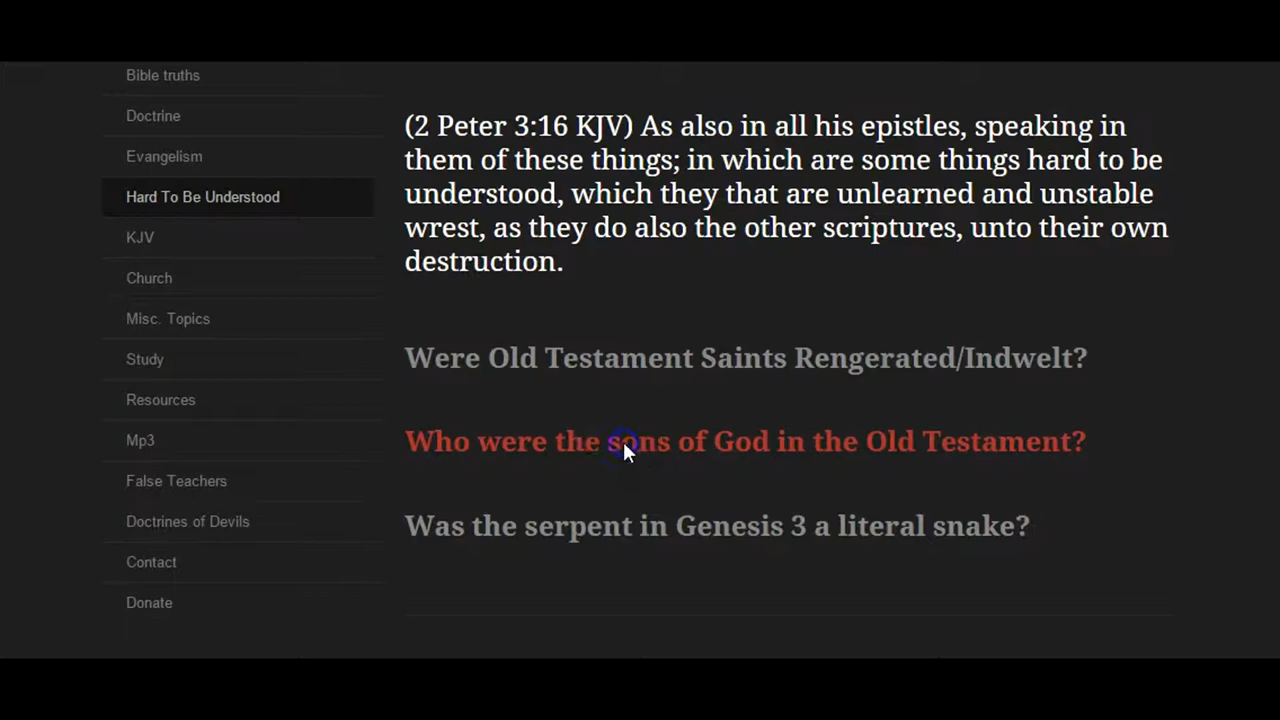 Bible truths
Doctrine
Evangelism
Hard To Be Understood
KJV
Church
Misc. Topics
Study
Resources
Mp3
False Teachers
Doctrines of Devils
Contact
Donate
(2 Peter 3:16 KJV) As also in all his epistles, speaking in
them of these things; in which are some things hard to be
understood, which they that are unlearned and unstable
wrest, as they do also the other scriptures, unto their own
destruction.
Were Old Testament Saints Rengerated/Indwelt?
Who were the sons of God in the Old Testament?
Was the serpent in Genesis 3 a literal snake?